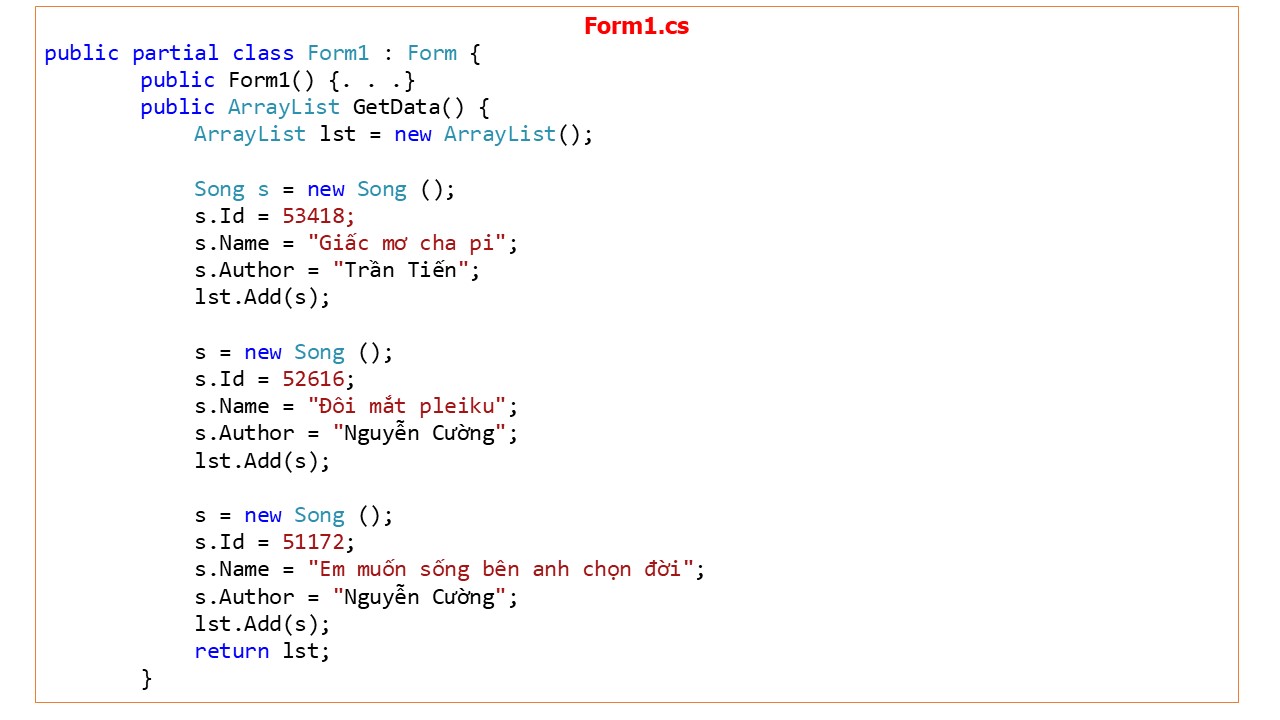 Form1.cs
public partial class Form1 : Form {
public Form1() {. . .}
public ArrayList GetData() {
ArrayList lst = new ArrayList();
Song s = new Song ();
s.Id = 53418;
s.Name = "Giấc mơ cha pi";
s.Author = "Trần Tiến";
lst.Add(s);
s = new Song ();
s.Id = 52616;
s.Name = "Đôi mắt pleiku";
s.Author = "Nguyễn Cường";
lst.Add(s);
s = new Song ();
s.Id = 51172;
s.Name = "Em muốn sống bên anh chọn đời";
s.Author = "Nguyễn Cường";
lst.Add(s);
return lst;
}